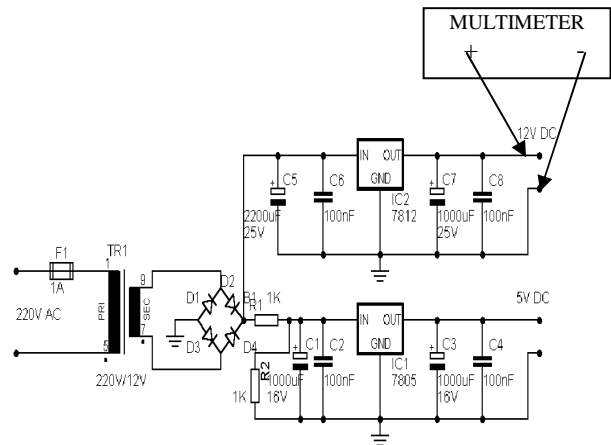 MULTIMETER
+ -
12V DC
IN OUT
GND
IC2
7812
C5
2200uF
25V
C6
100nF
C7
1000uF
25V
C8
100nF
F1
1A
TR1
1
5
9
7
PRI
SEC
220V AC
220V/12V
D2
D1
D3
D4
B1
R1 1K
R2
1K
C1
1000uF
16V
C2
100nF
IN OUT
GND
IC1
7805
C3
1000uF
16V
C4
100nF
5V DC